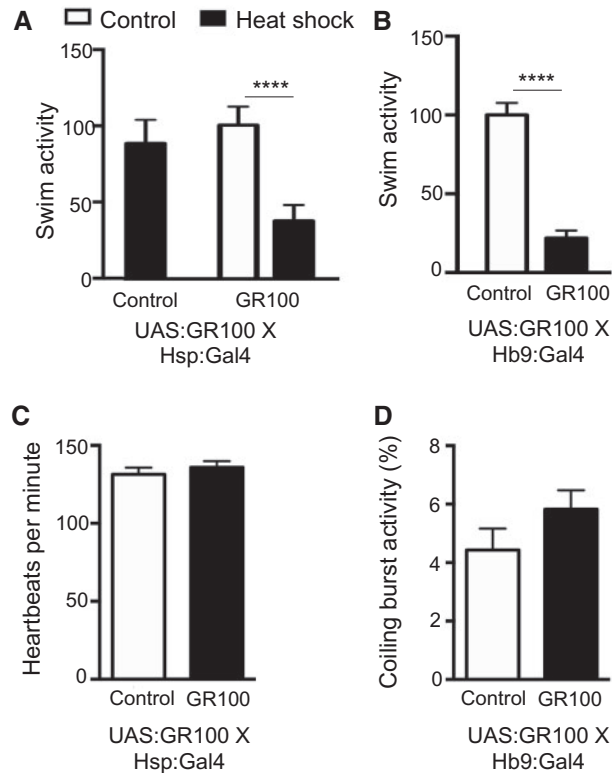 A Control Heat shock
Swim activity
150
100
50
0
****
Control GR100
UAS:GR100 X
Hsp:Gal4
B
Swim activity
150
100
50
0
****
Control GR100
UAS:GR100 X
Hb9:Gal4
C
Heartbeats per minute
150
100
50
0
Control GR100
UAS:GR100 X
Hsp:Gal4
D
Coiling burst activity (%)
8
6
4
2
0
Control GR100
UAS:GR100 X
Hb9:Gal4